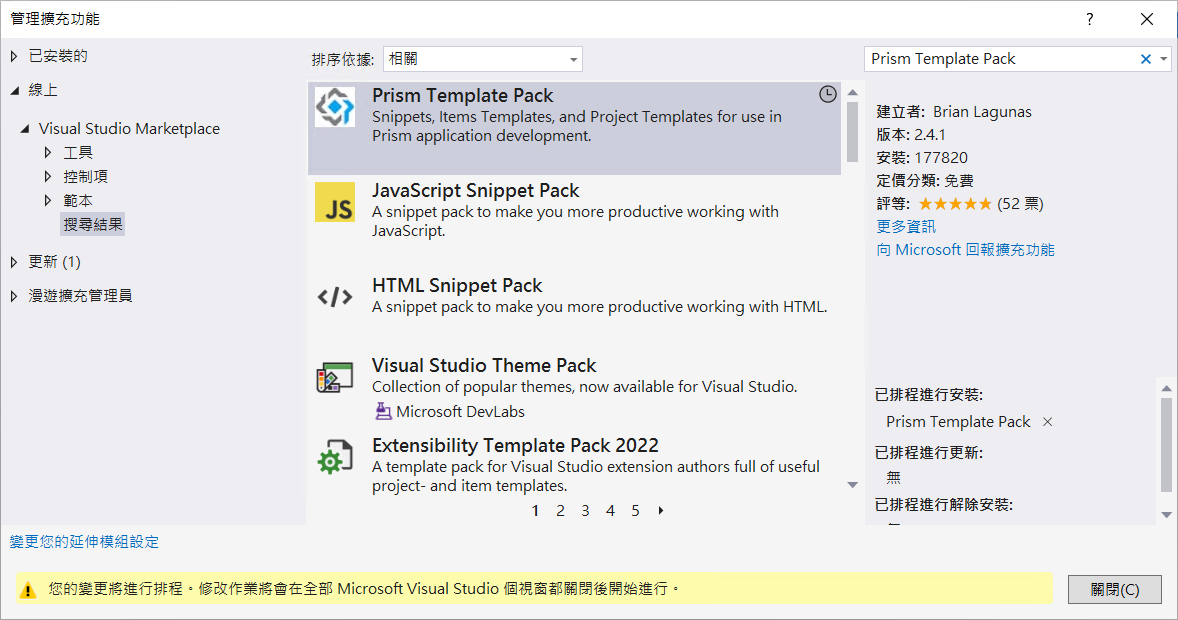 管理擴充功能
?
已安裝的
線上
Visual Studio Marketplace
工具
控制項
範本
搜尋結果
更新 (1)
漫遊擴充管理員
排序依據: 相關
Prism Template Pack
Snippets, Items Templates, and Project Templates for use in
Prism application development.
JS
JavaScript Snippet Pack
A snippet pack to make you more productive working with
JavaScript.
HTML Snippet Pack
A snippet pack to make you more productive working with HTML.
Visual Studio Theme Pack
Collection of popular themes, now available for Visual Studio.
Microsoft DevLabs
Extensibility Template Pack 2022
A template pack for Visual Studio extension authors full of useful
project- and item templates.
1 2 3 4 5
Prism Template Pack
建立者: Brian Lagunas
版本: 2.4.1
安裝: 177820
定價分類: 免費
評等: ★★★★★ (52 票)
更多資訊
向 Microsoft 回報擴充功能
已排程進行安裝:
Prism Template Pack
已排程進行更新:
無
已排程進行解除安裝:
變更您的延伸模組設定
您的變更將進行排程。修改作業將會在全部 Microsoft Visual Studio 個視窗都關閉後開始進行。
關閉(C)